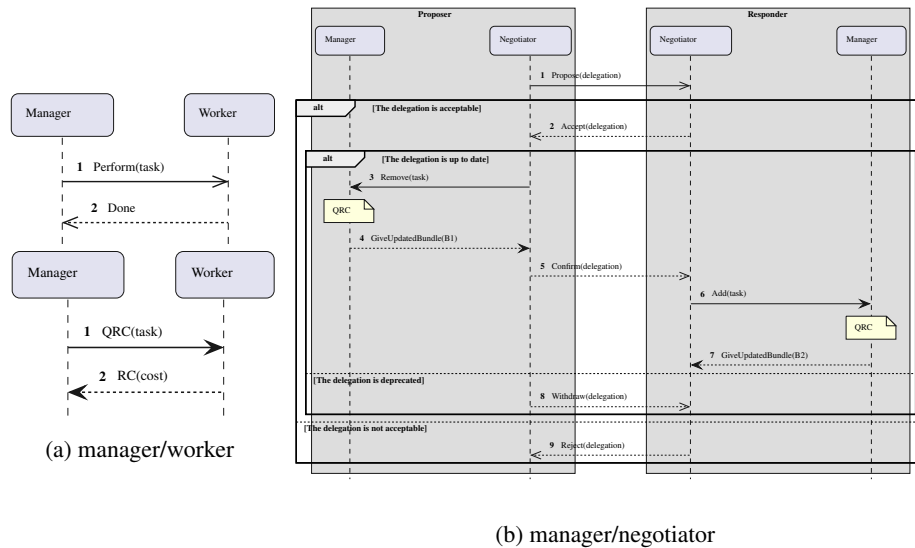 Manager Worker
1 Perform(task)
2 Done
Manager Worker
1 QRC(task)
2 RC(cost)
(a) manager/worker
Proposer Responder
Manager Negotiator Negotiator Manager
1 Propose(delegation)
alt [The delegation is acceptable]
2 Accept(delegation)
alt [The delegation is up to date]
3 Remove(task)
QRC
4 GiveUpdatedBundle(B1)
5 Confirm(delegation)
6 Add(task)
QRC
7 GiveUpdatedBundle(B2)
[The delegation is deprecated]
8 Withdraw(delegation)
[The delegation is not acceptable]
9 Reject(delegation)
(b) manager/negotiator